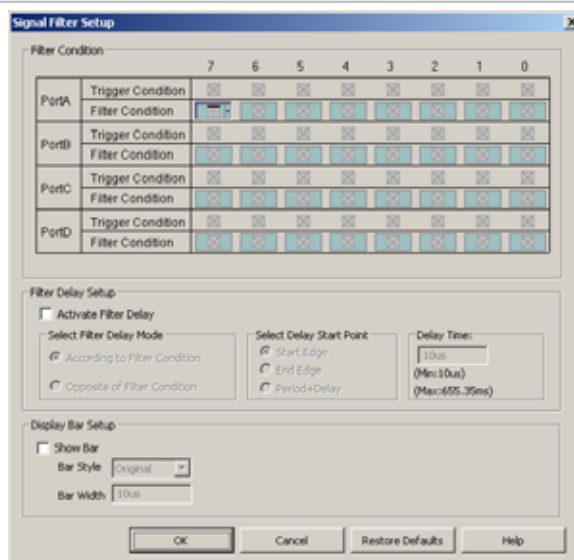 Signal Filter Setup
Filter Condition
7 6 5 4 3 2 1 0
PortA
Trigger Condition
Filter Condition
PortB
Trigger Condition
Filter Condition
PortC
Trigger Condition
Filter Condition
PortD
Trigger Condition
Filter Condition
Filter Delay Setup
Activate Filter Delay
Select Filter Delay Mode
According to Filter Condition
Opposite of Filter Condition
Select Delay Start Point
Start Edge
End Edge
Period+Delay
Delay Time:
10us
(Min:10us)
(Max:655.35ms)
Display Bar Setup
Show Bar
Bar Style Original
Bar Width 10us
OK Cancel Restore Defaults Help